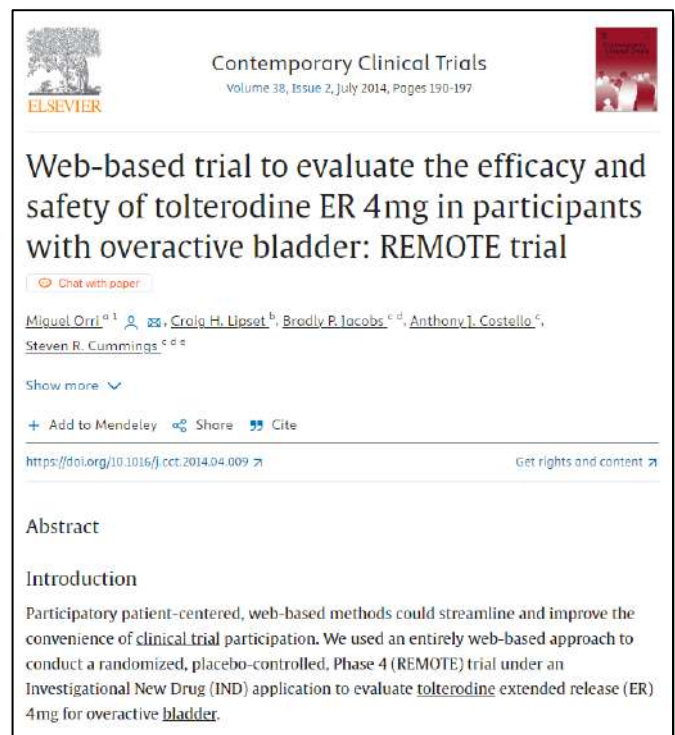 ELSEVIER
Contemporary Clinical Trials
Volume 38, Issue 2, July 2014, Pages 190-197
Web-based trial to evaluate the efficacy and
safety of tolterodine ER 4 mg in participants
with overactive bladder: REMOTE trial
Chat with paper
Miguel Orri a 1, Craig H. Lipset b, Bradly P. Jacobs c d, Anthony J. Costello c,
Steven R. Cummings c d e
Show more
+ Add to Mendeley Share Cite
https://doi.org/10.1016/j.cct.2014.04.009 Get rights and content
Abstract
Introduction
Participatory patient-centered, web-based methods could streamline and improve the
convenience of clinical trial participation. We used an entirely web-based approach to
conduct a randomized, placebo-controlled, Phase 4 (REMOTE) trial under an
Investigational New Drug (IND) application to evaluate tolterodine extended release (ER)
4mg for overactive bladder.